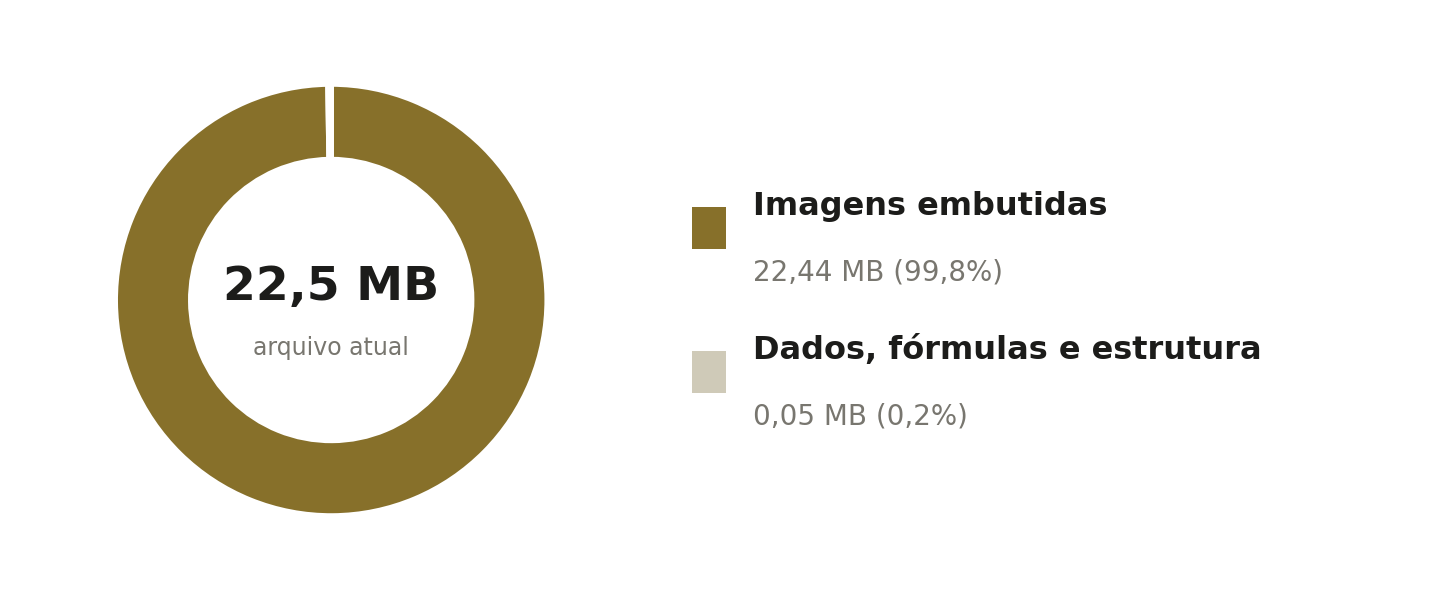 22,5 MB
arquivo atual
Imagens embutidas
22,44 MB (99,8%)
Dados, fórmulas e estrutura
0,05 MB (0,2%)